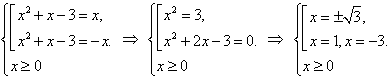 { [ x² + x − 3 = x, x² + x − 3 = −x. x ≥ 0 ⇒ { [ x² = 3, x² + 2x − 3 = 0. x ≥ 0 ⇒ { [ x = ±√3, x = 1, x = −3. x ≥ 0